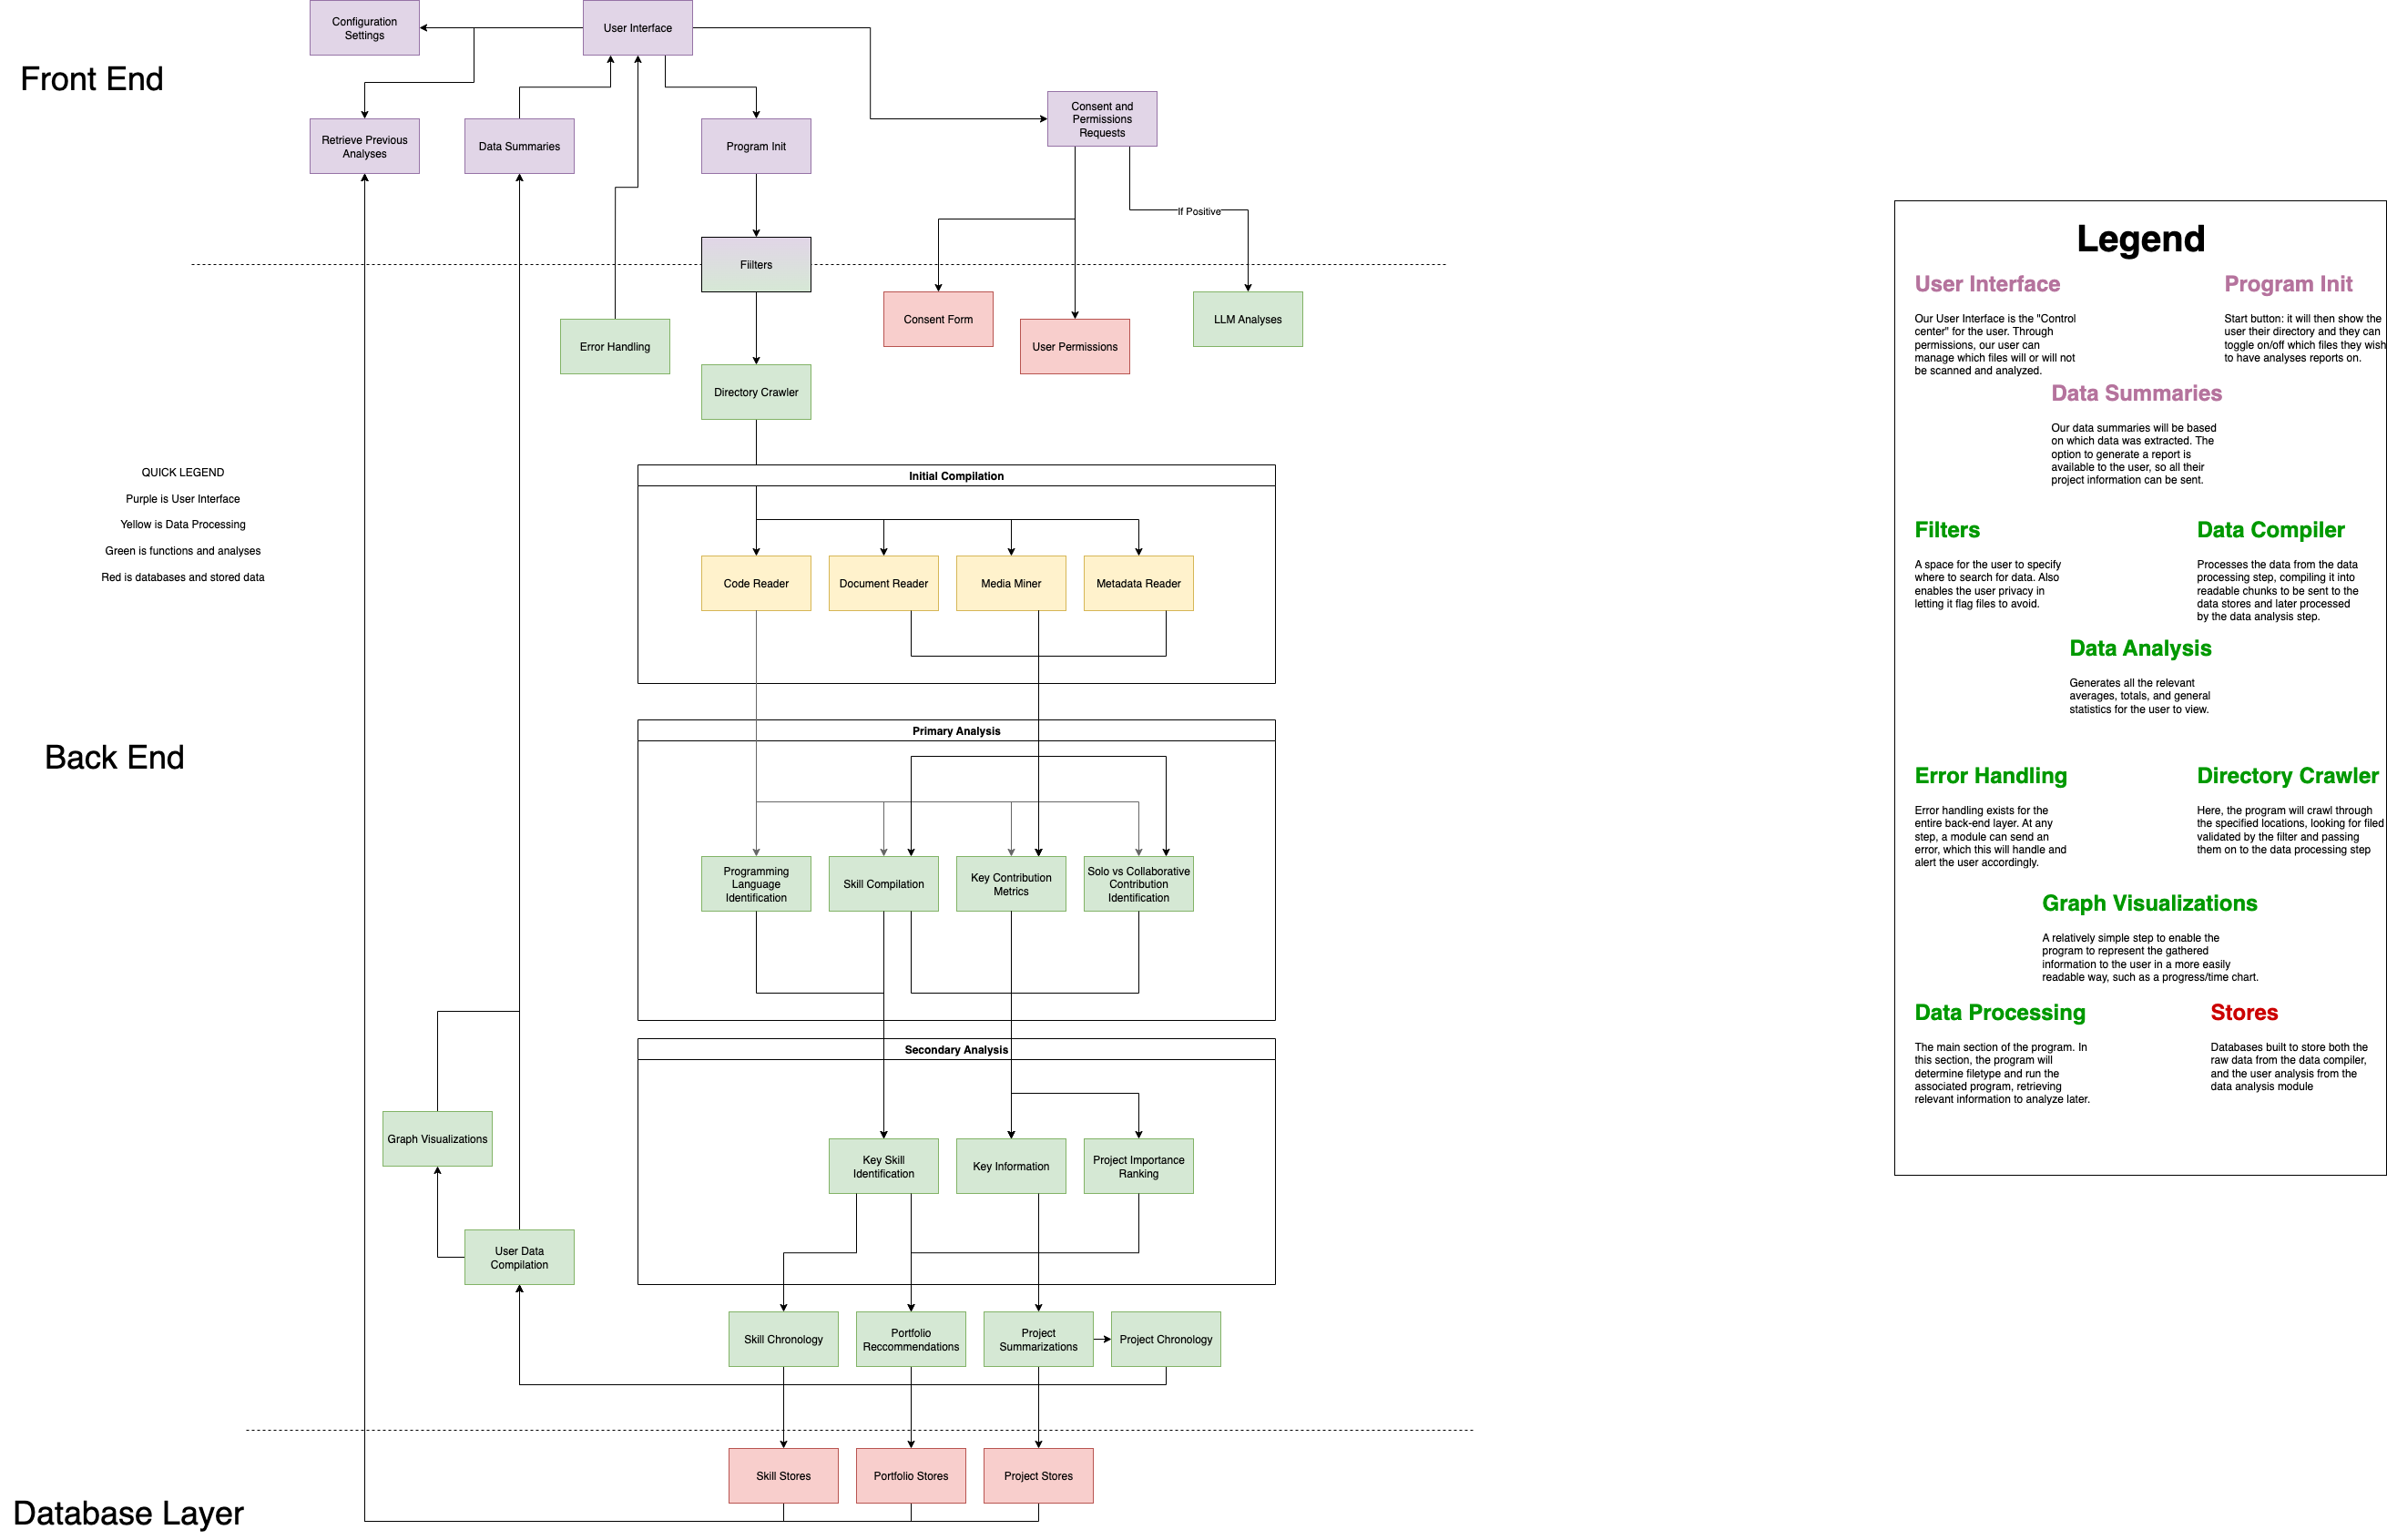 Configuration
Settings
User Interface
Front End
Consent and
Permissions
Requests
Retrieve Previous
Analyses
Data Summaries
Program Init
If Positive
Fiilters
Consent Form
LLM Analyses
Error Handling
User Permissions
Directory Crawler
QUICK LEGEND
Purple is User Interface
Yellow is Data Processing
Green is functions and analyses
Red is databases and stored data
Initial Compilation
Code Reader
Document Reader
Media Miner
Metadata Reader
Back End
Primary Analysis
Programming
Language
Identification
Skill Compilation
Key Contribution
Metrics
Solo vs Collaborative
Contribution
Identification
Secondary Analysis
Graph Visualizations
Key Skill
Identification
Key Information
Project Importance
Ranking
User Data
Compilation
Skill Chronology
Portfolio
Reccommendations
Project
Summarizations
Project Chronology
Skill Stores
Portfolio Stores
Project Stores
Database Layer
Legend
User Interface
Our User Interface is the "Control
center" for the user. Through
permissions, our user can
manage which files will or will not
be scanned and analyzed.
Program Init
Start button: it will then show the
user their directory and they can
toggle on/off which files they wish
to have analyses reports on.
Data Summaries
Our data summaries will be based
on which data was extracted. The
option to generate a report is
available to the user, so all their
project information can be sent.
Filters
A space for the user to specify
where to search for data. Also
enables the user privacy in
letting it flag files to avoid.
Data Compiler
Processes the data from the data
processing step, compiling it into
readable chunks to be sent to the
data stores and later processed
by the data analysis step.
Data Analysis
Generates all the relevant
averages, totals, and general
statistics for the user to view.
Error Handling
Error handling exists for the
entire back-end layer. At any
step, a module can send an
error, which this will handle and
alert the user accordingly.
Directory Crawler
Here, the program will crawl through
the specified locations, looking for filed
validated by the filter and passing
them on to the data processing step
Graph Visualizations
A relatively simple step to enable the
program to represent the gathered
information to the user in a more easily
readable way, such as a progress/time chart.
Data Processing
The main section of the program. In
this section, the program will
determine filetype and run the
associated program, retrieving
relevant information to analyze later.
Stores
Databases built to store both the
raw data from the data compiler,
and the user analysis from the
data analysis module